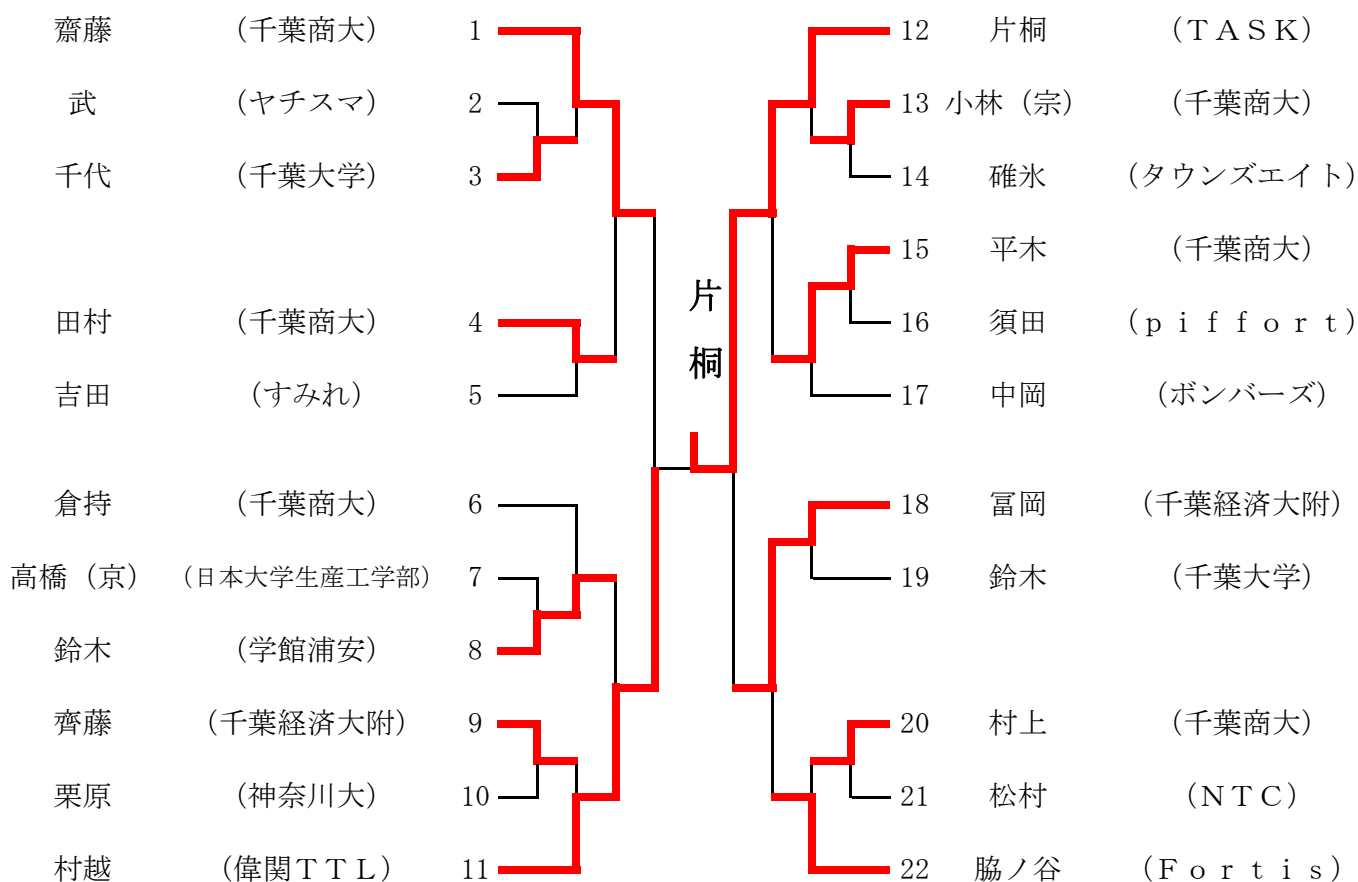 齋藤 （千葉商大） 1
武 （ヤチスマ） 2
千代 （千葉大学） 3
田村 （千葉商大） 4
吉田 （すみれ） 5
倉持 （千葉商大） 6
高橋（京） （日本大学生産工学部） 7
鈴木 （学館浦安） 8
齊藤 （千葉経済大附） 9
栗原 （神奈川大） 10
村越 （偉関ＴＴＬ） 11
片桐
12 片桐 （ＴＡＳＫ）
13 小林（宗） （千葉商大）
14 碓氷 （タウンズエイト）
15 平木 （千葉商大）
16 須田 （ｐｉｆｆｏｒｔ）
17 中岡 （ボンバーズ）
18 冨岡 （千葉経済大附）
19 鈴木 （千葉大学）
20 村上 （千葉商大）
21 松村 （ＮＴＣ）
22 脇ノ谷 （Ｆｏｒｔｉｓ）